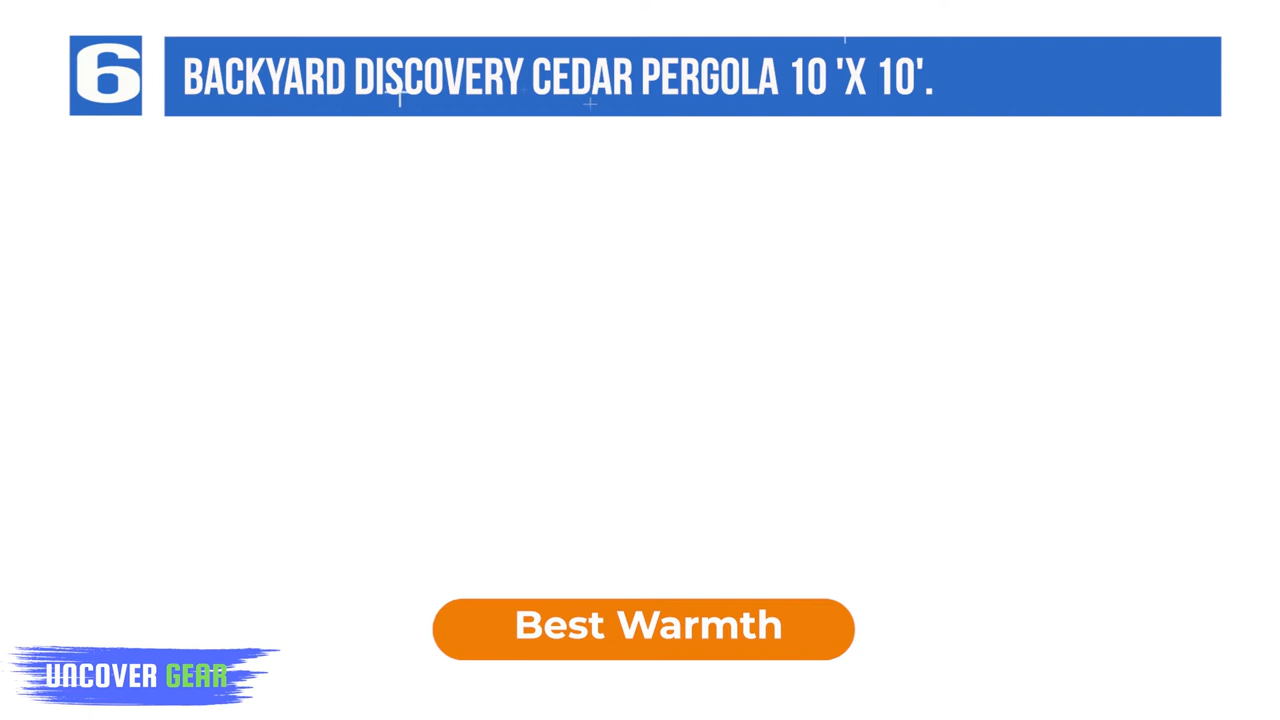 6
BACKYARD DISCOVERY CEDAR PERGOLA 10 'X 10'.
Best Warmth
UNCOVER GEAR